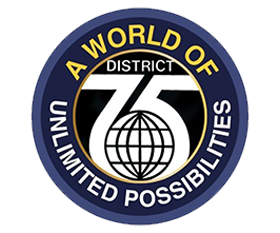 A WORLD OF
DISTRICT
75
UNLIMITED POSSIBILITIES